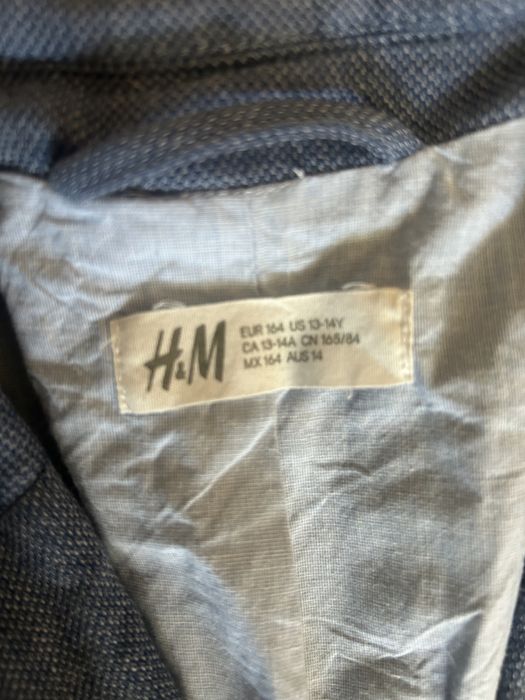 H&M
EUR 164 US 13-14Y
CA 13-14A CN 165/84
MX 164 AUS 14